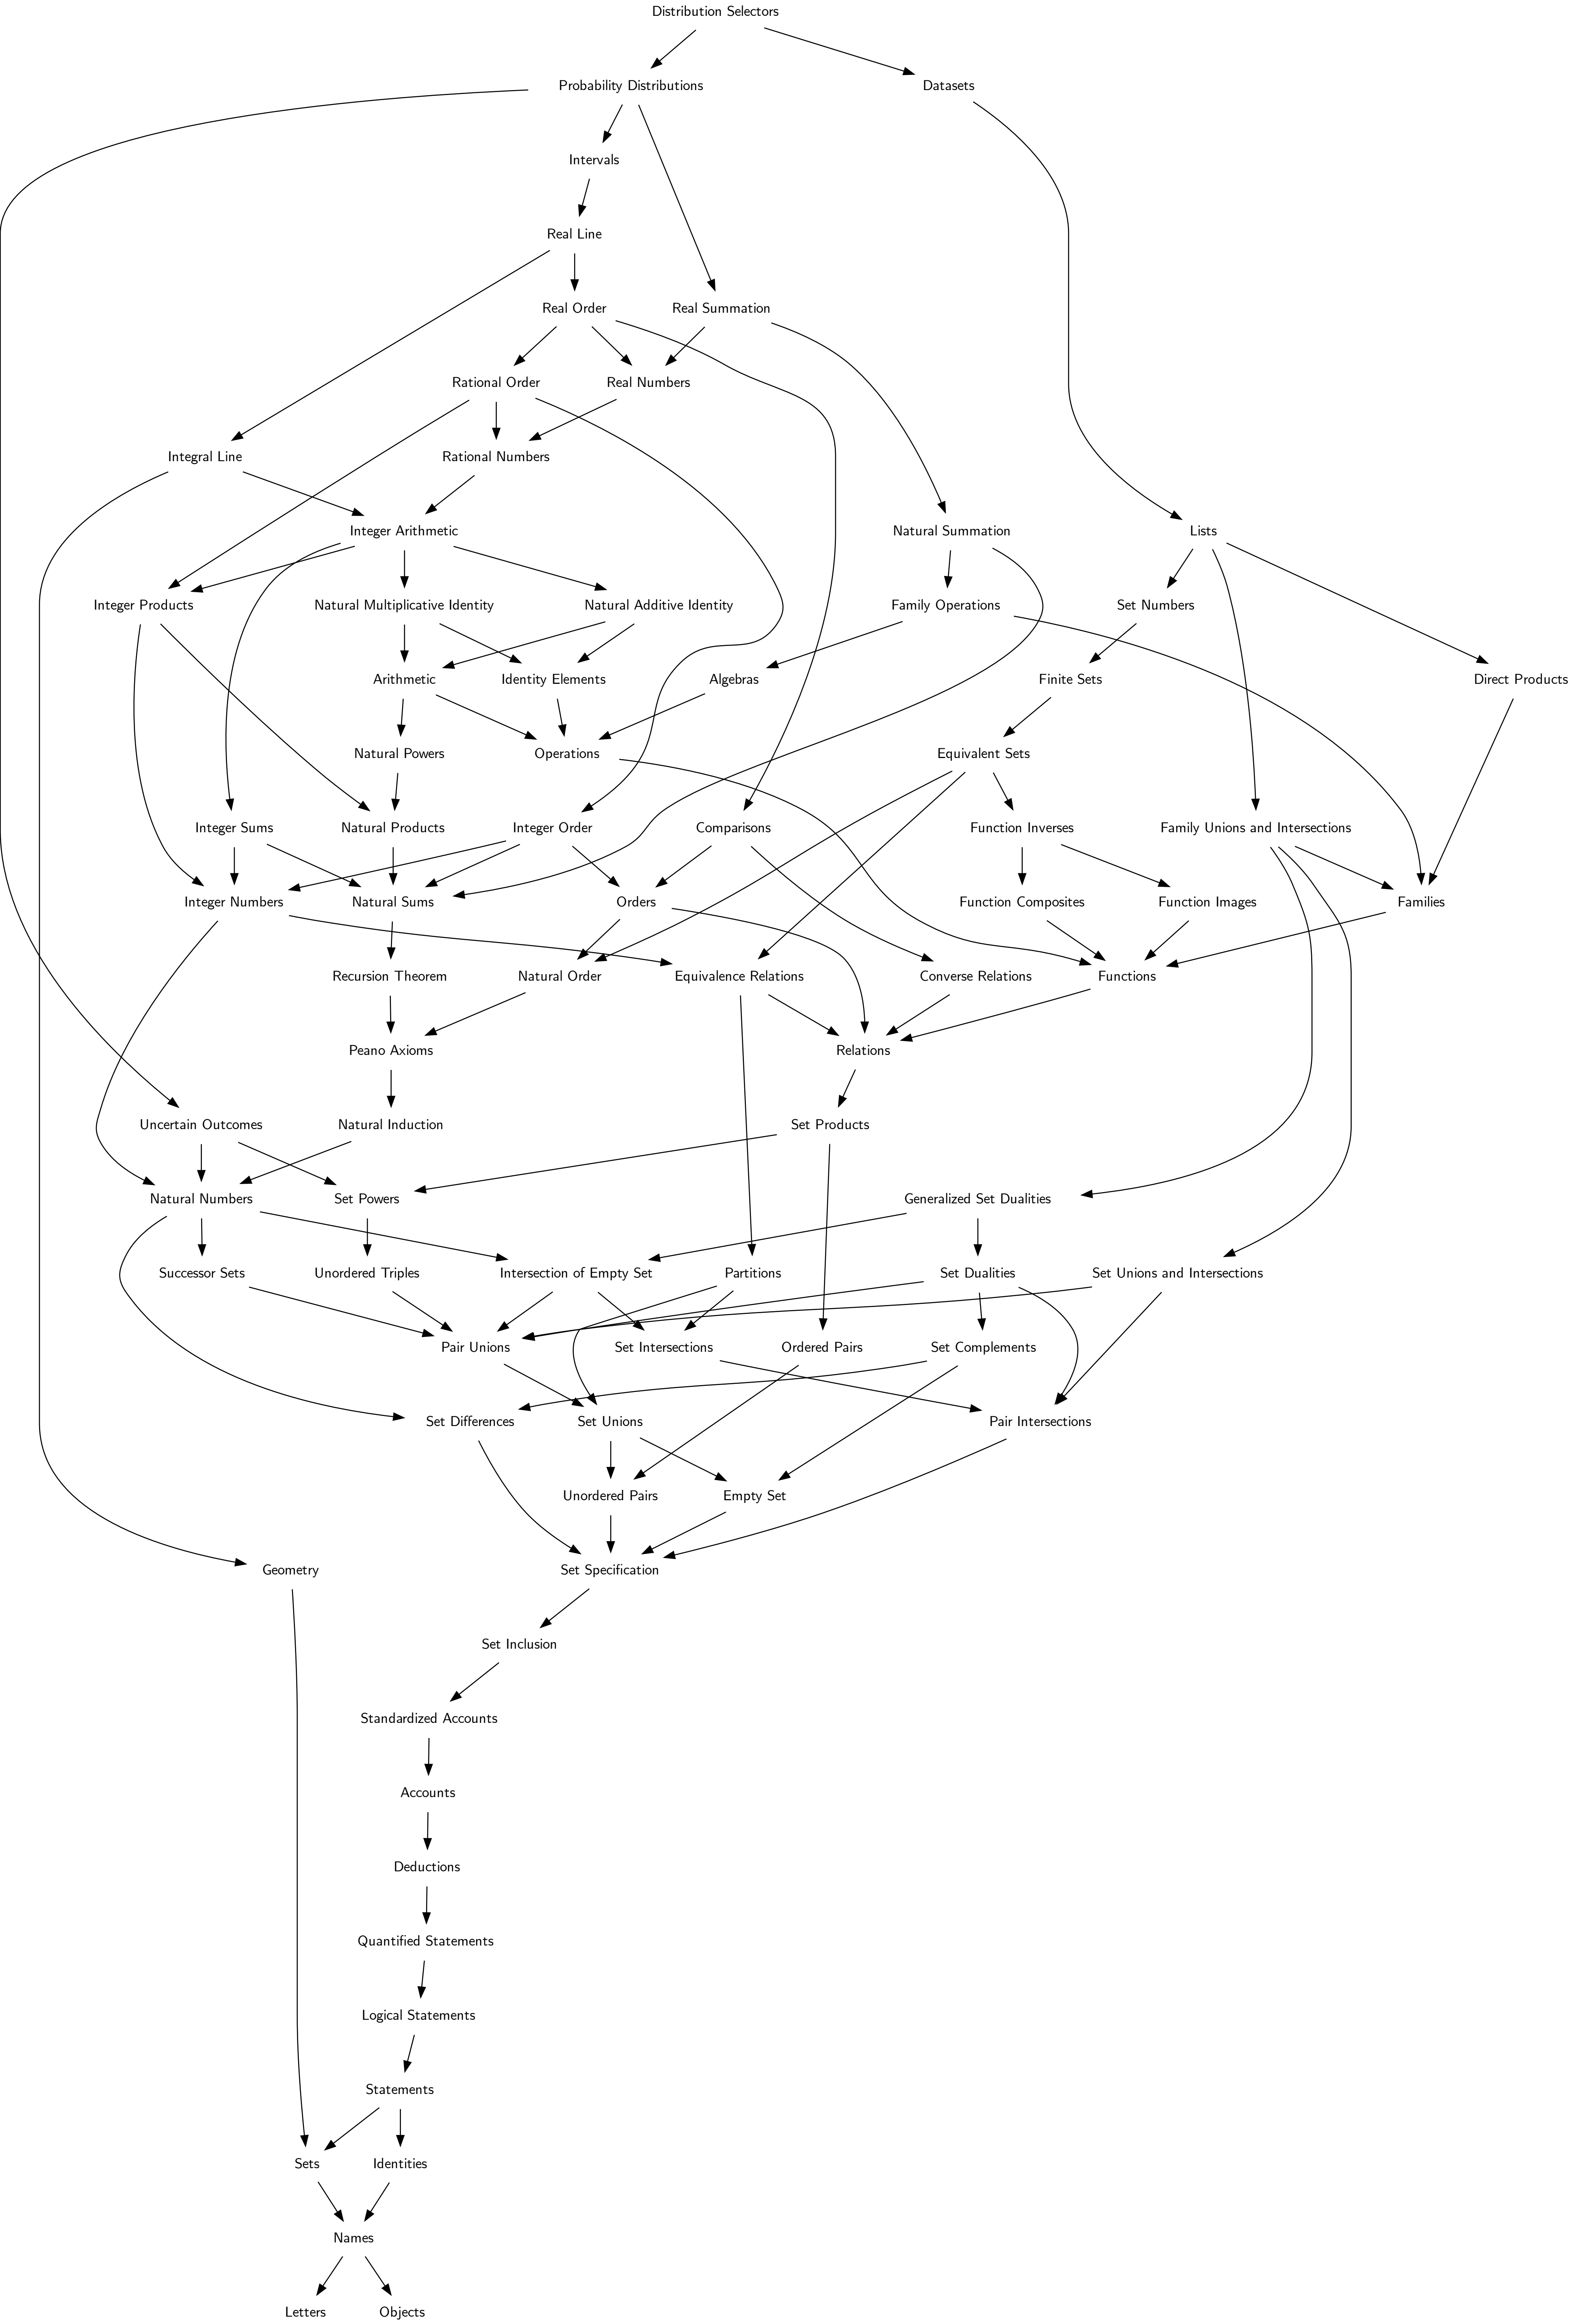 Distribution Selectors
Probability Distributions
Datasets
Intervals
Real Line
Real Order
Real Summation
Rational Order
Real Numbers
Integral Line
Rational Numbers
Integer Arithmetic
Natural Summation
Lists
Integer Products
Natural Multiplicative Identity
Natural Additive Identity
Family Operations
Set Numbers
Arithmetic
Identity Elements
Algebras
Finite Sets
Direct Products
Natural Powers
Operations
Equivalent Sets
Integer Sums
Natural Products
Integer Order
Comparisons
Function Inverses
Family Unions and Intersections
Integer Numbers
Natural Sums
Orders
Function Composites
Function Images
Families
Recursion Theorem
Natural Order
Equivalence Relations
Converse Relations
Functions
Peano Axioms
Relations
Uncertain Outcomes
Natural Induction
Set Products
Natural Numbers
Set Powers
Generalized Set Dualities
Successor Sets
Unordered Triples
Intersection of Empty Set
Partitions
Set Dualities
Set Unions and Intersections
Pair Unions
Set Intersections
Ordered Pairs
Set Complements
Set Differences
Set Unions
Pair Intersections
Unordered Pairs
Empty Set
Geometry
Set Specification
Set Inclusion
Standardized Accounts
Accounts
Deductions
Quantified Statements
Logical Statements
Statements
Sets
Identities
Names
Letters
Objects